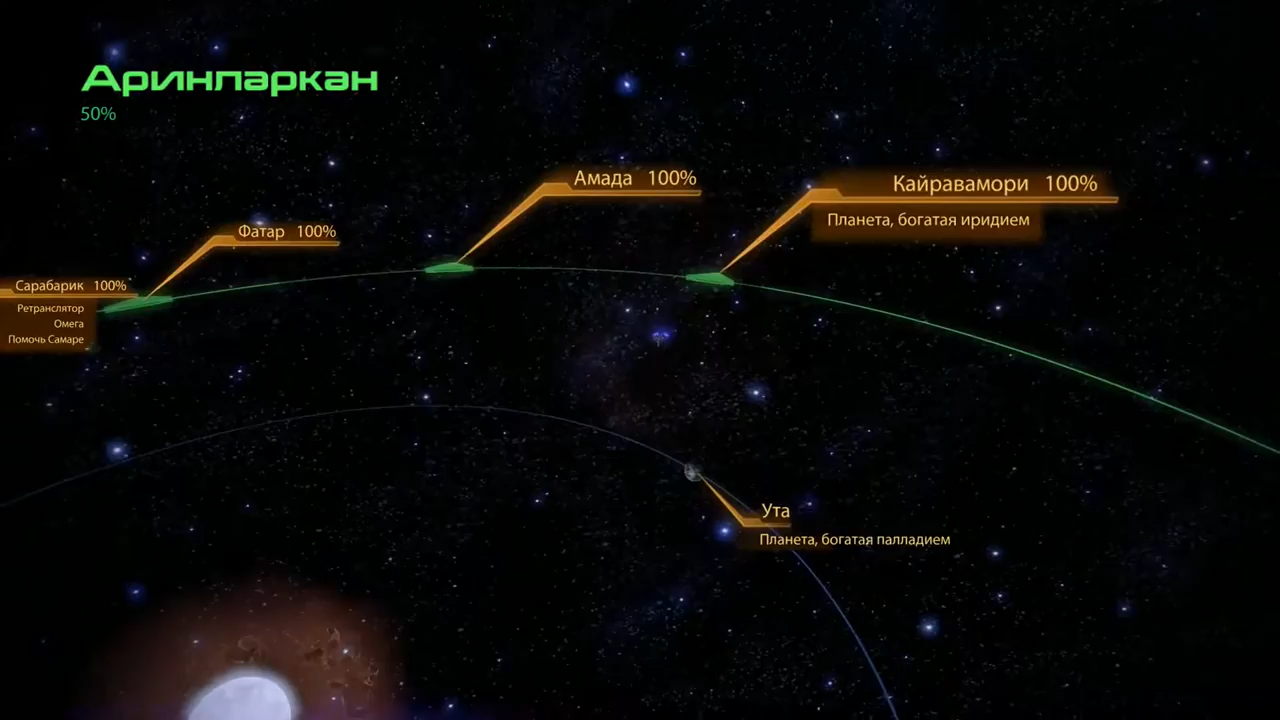 Аринларкан
50%
Амада 100%
Кайравамори 100%
Планета, богатая иридием
Фатар 100%
Сарабарик 100%
Ретранслятор
Омега
Помочь Самаре
Ута
Планета, богатая палладием